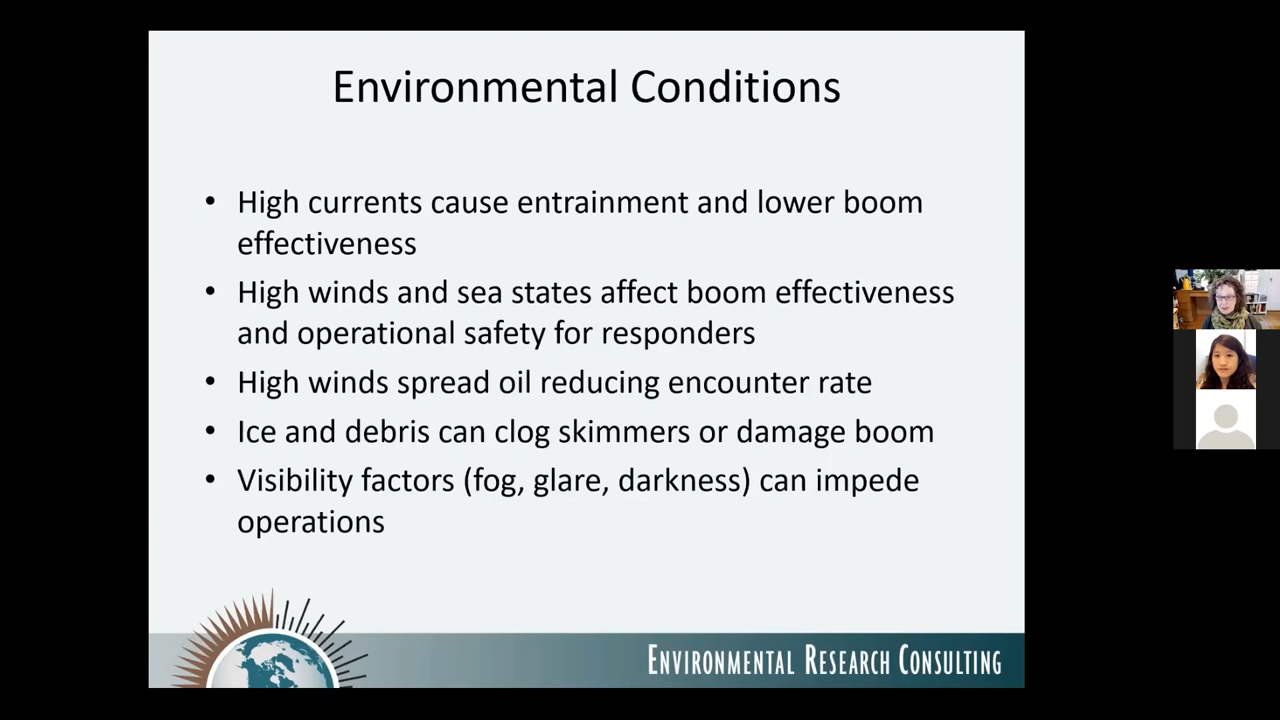 Environmental Conditions
• High currents cause entrainment and lower boom
effectiveness
• High winds and sea states affect boom effectiveness
and operational safety for responders
• High winds spread oil reducing encounter rate
• Ice and debris can clog skimmers or damage boom
• Visibility factors (fog, glare, darkness) can impede
operations
ENVIRONMENTAL RESEARCH CONSULTING